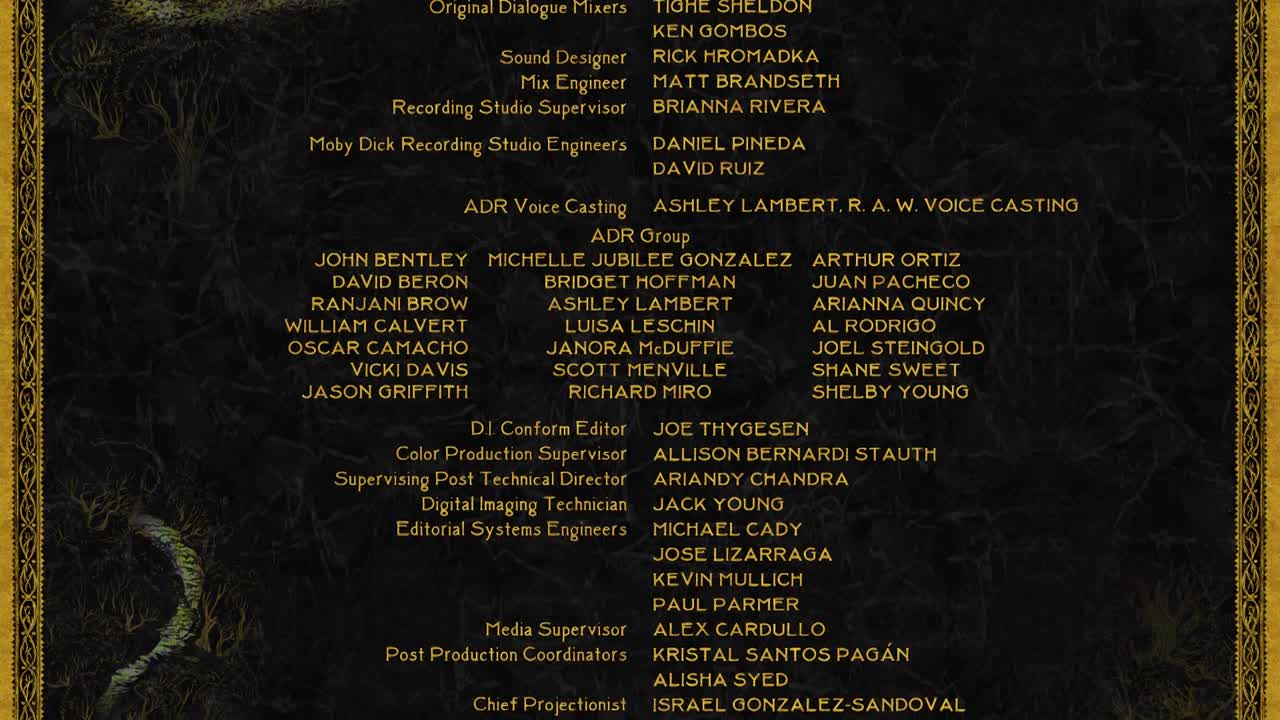 Original Dialogue Mixers TIGHE SHELDON
KEN GOMBOS
Sound Designer RICK HROMADKA
Mix Engineer MATT BRANDSETH
Recording Studio Supervisor BRIANNA RIVERA
Moby Dick Recording Studio Engineers DANIEL PINEDA
DAVID RUIZ
ADR Voice Casting ASHLEY LAMBERT, R. A. W. VOICE CASTING
ADR Group
JOHN BENTLEY MICHELLE JUBILEE GONZALEZ ARTHUR ORTIZ
DAVID BERÓN BRIDGET HOFFMAN JUAN PACHECO
RANJANI BROW ASHLEY LAMBERT ARIANNA QUINCY
WILLIAM CALVERT LUISA LESCHIN AL RODRIGO
OSCAR CAMACHO JANORA McDUFFIE JOEL STEINGOLD
VICKI DAVIS SCOTT MENVILLE SHANE SWEET
JASON GRIFFITH RICHARD MIRO SHELBY YOUNG
D.I. Conform Editor JOE THYGESEN
Color Production Supervisor ALLISON BERNARDI STAUTH
Supervising Post Technical Director ARIANDY CHANDRA
Digital Imaging Technician JACK YOUNG
Editorial Systems Engineers MICHAEL CADY
JOSE LIZARRAGA
KEVIN MULLICH
PAUL PARMER
Media Supervisor ALEX CARDULLO
Post Production Coordinators KRISTAL SANTOS PAGÁN
ALISHA SYED
Chief Projectionist ISRAEL GONZALEZ-SANDOVAL